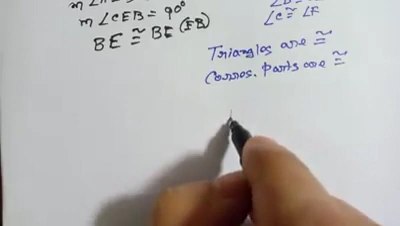 m∠CEB = 90°
BE ≅ BE (FB)
∠C ≅ ∠F
Triangles are ≅
Corres. Parts are ≅